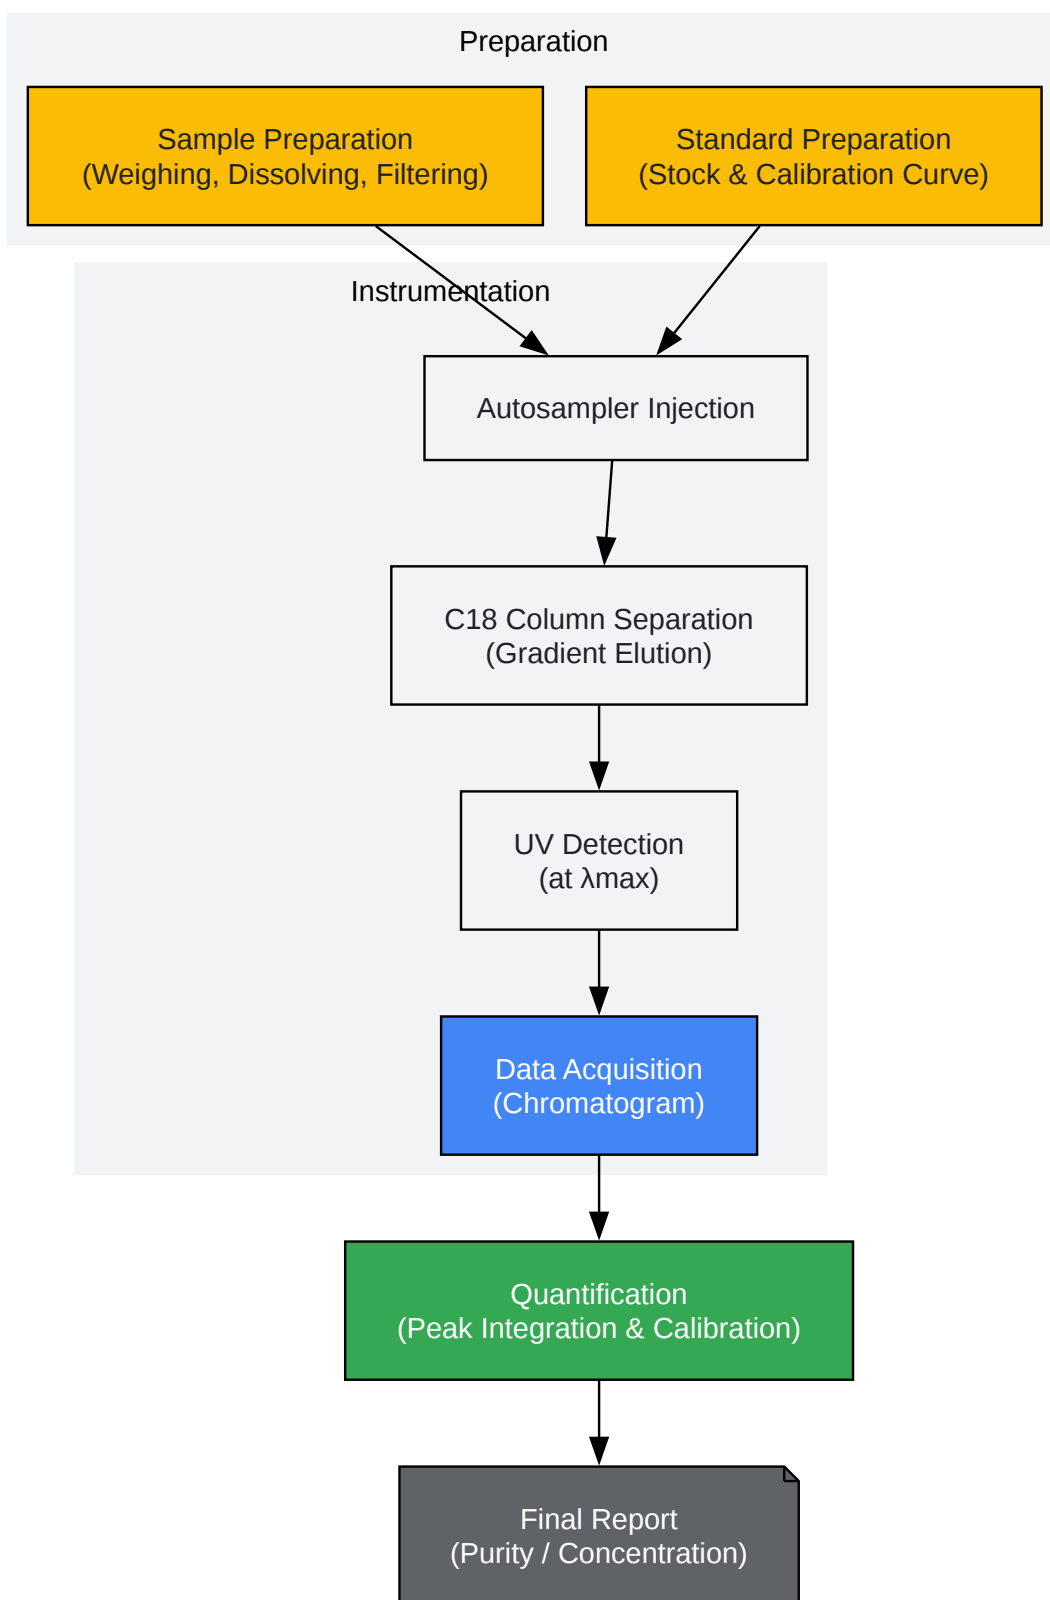 Preparation
Sample Preparation
(Weighing, Dissolving, Filtering)
Standard Preparation
(Stock & Calibration Curve)
Instrumentation
Autosampler Injection
C18 Column Separation
(Gradient Elution)
UV Detection
(at λmax)
Data Acquisition
(Chromatogram)
Quantification
(Peak Integration & Calibration)
Final Report
(Purity / Concentration)